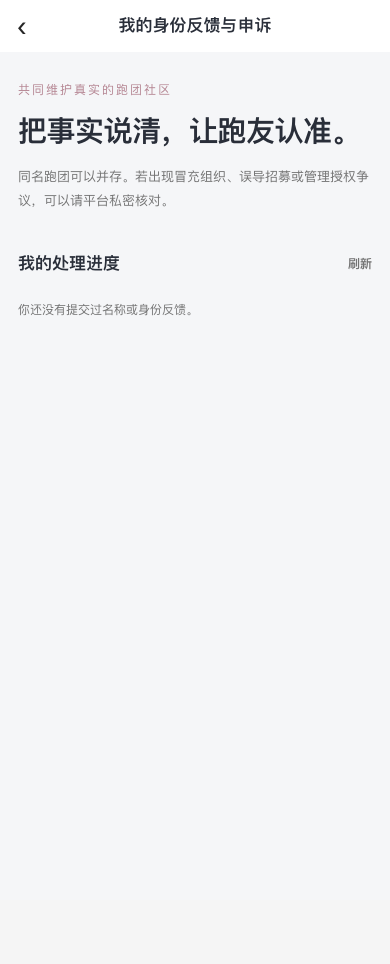 我的身份反馈与申诉
共同维护真实的跑团社区
把事实说清，让跑友认准。
同名跑团可以并存。若出现冒充组织、误导招募或管理授权争
议，可以请平台私密核对。
我的处理进度 刷新
你还没有提交过名称或身份反馈。